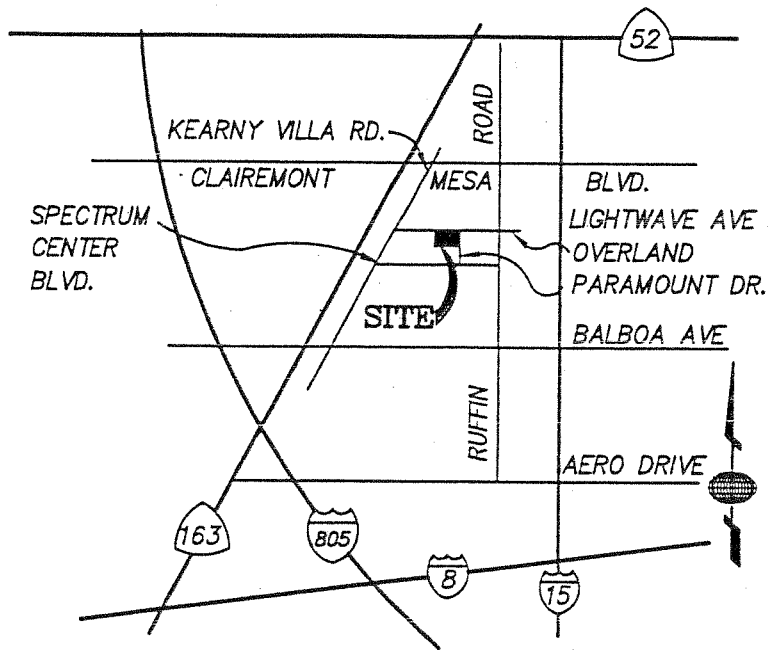 52
ROAD
KEARNY VILLA RD.
CLAIREMONT MESA BLVD.
SPECTRUM
CENTER
BLVD.
LIGHTWAVE AVE
OVERLAND
PARAMOUNT DR.
SITE
BALBOA AVE
RUFFIN
AERO DRIVE
163
805
8
15